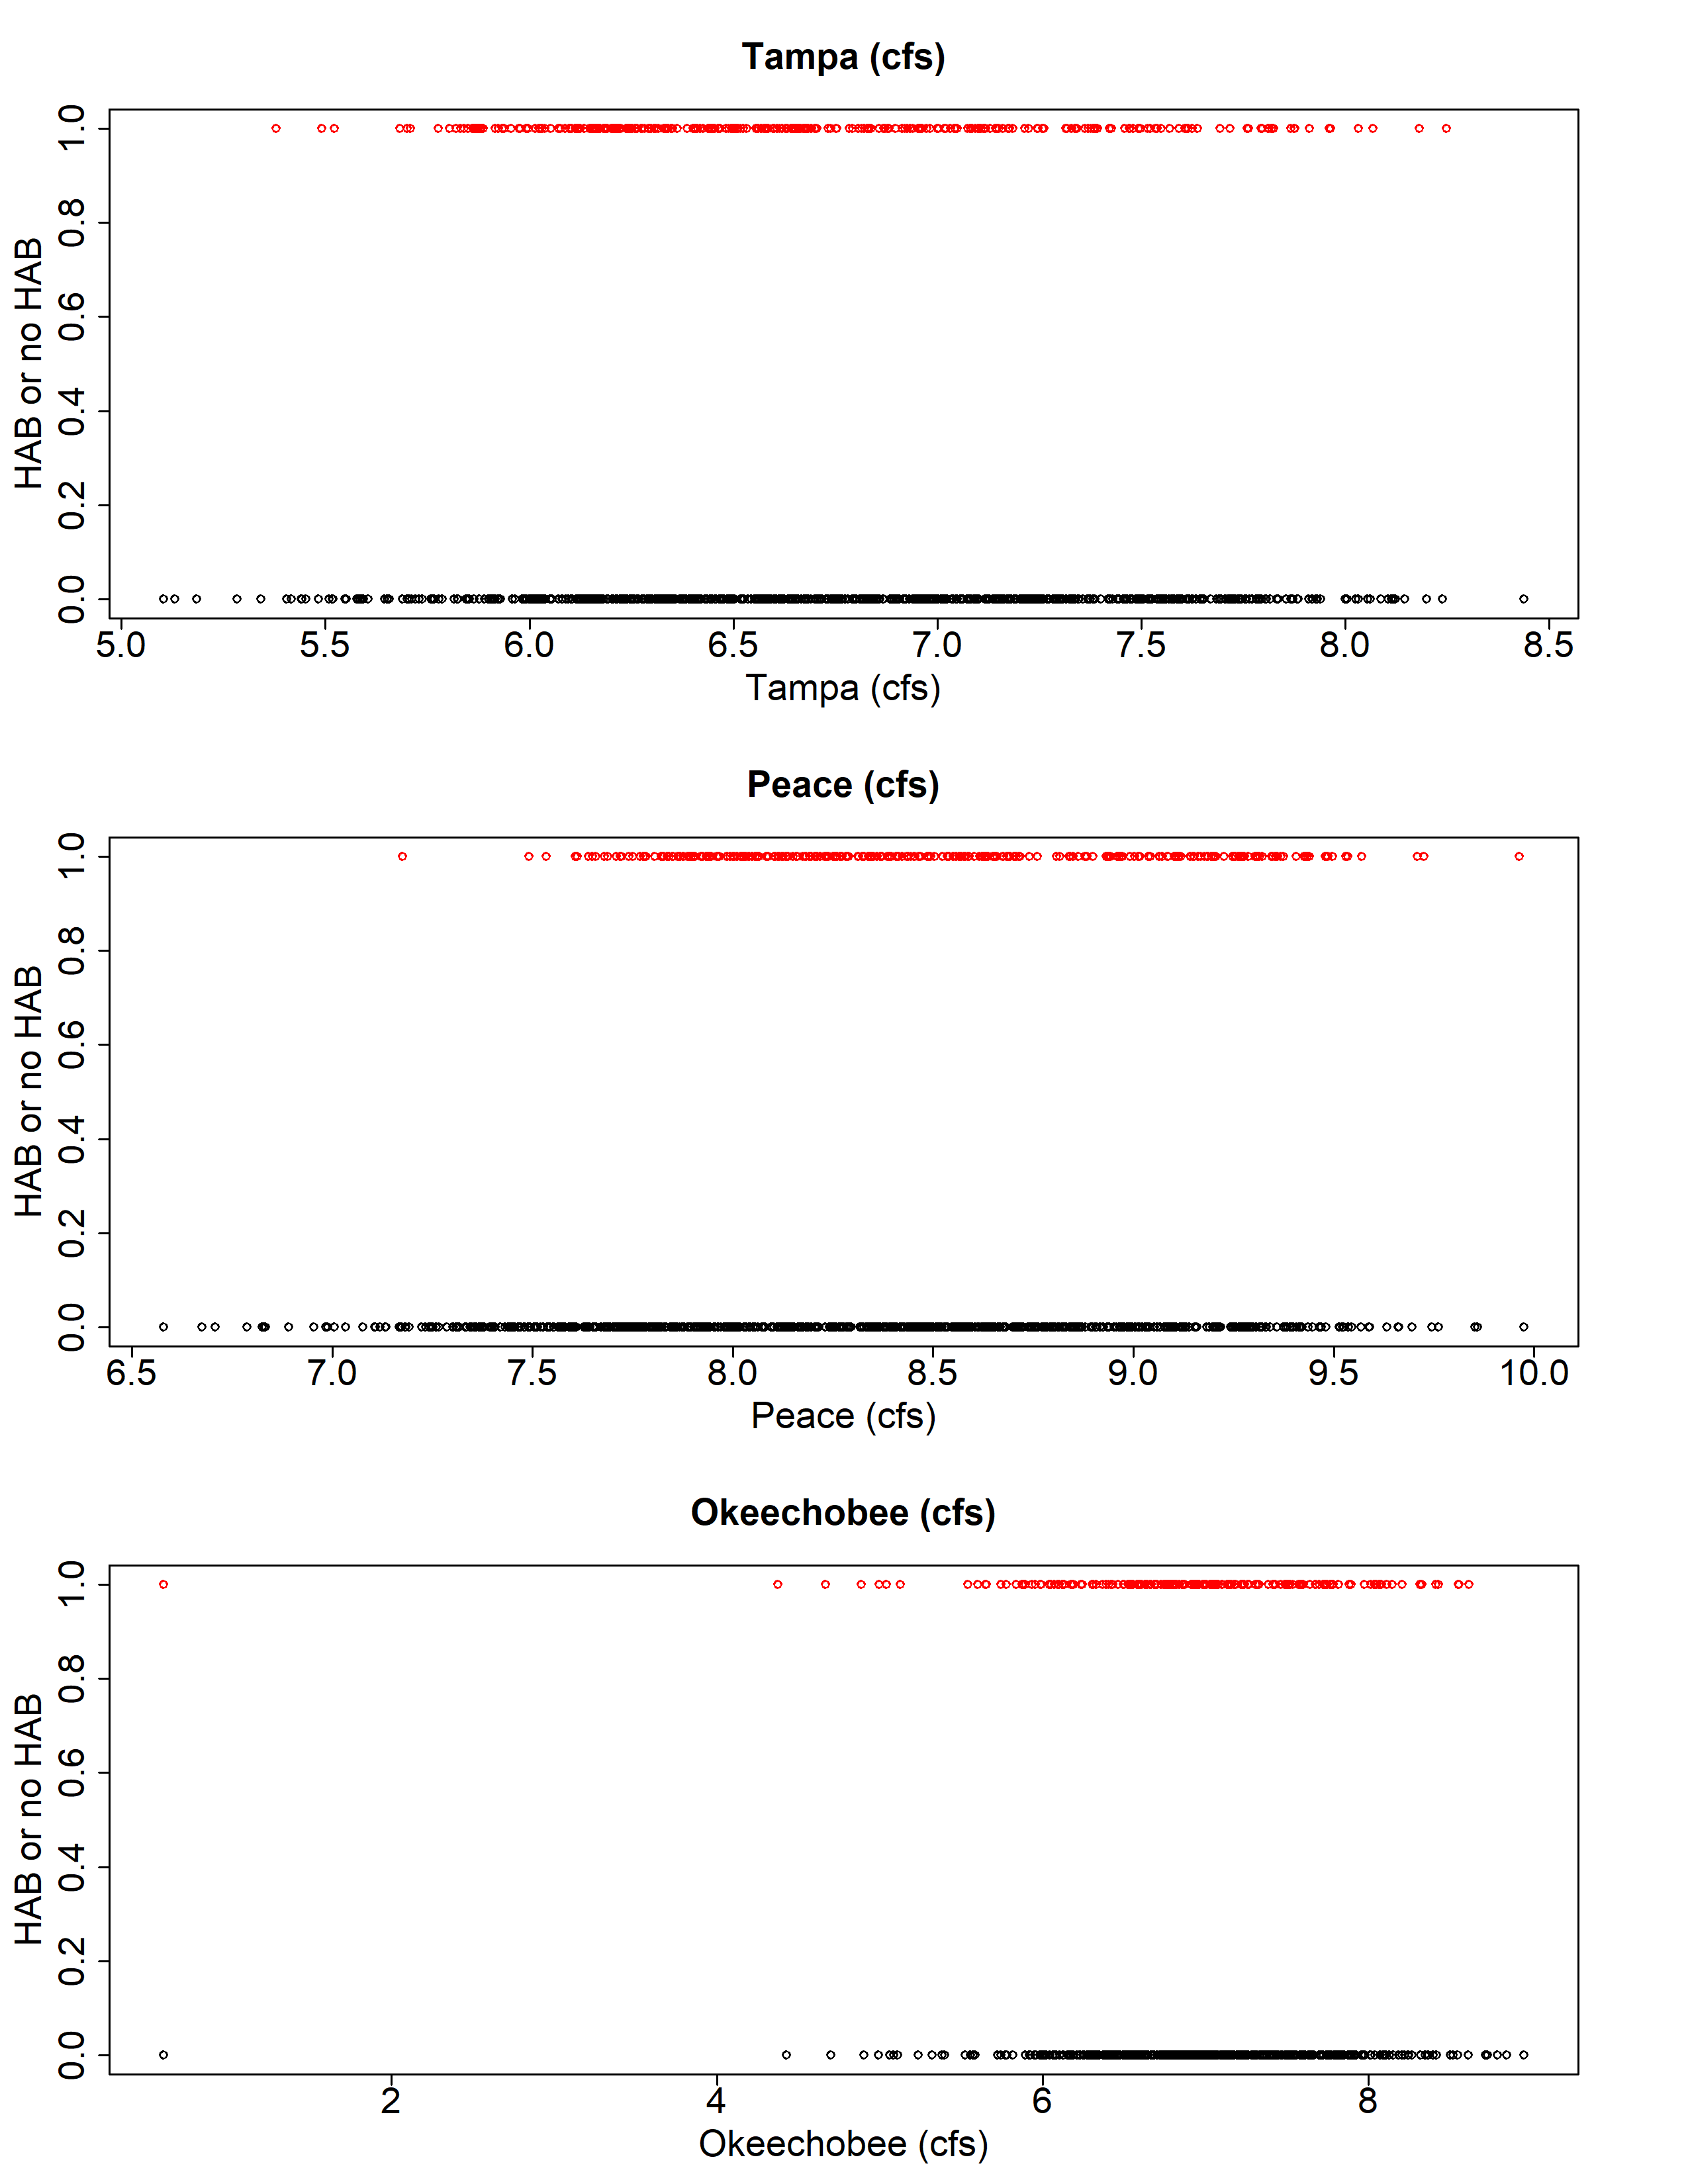 Tampa (cfs)
HAB or no HAB
1.0
0.8
0.6
0.4
0.2
0.0
5.0 5.5 6.0 6.5 7.0 7.5 8.0 8.5
Tampa (cfs)
Peace (cfs)
HAB or no HAB
1.0
0.8
0.6
0.4
0.2
0.0
6.5 7.0 7.5 8.0 8.5 9.0 9.5 10.0
Peace (cfs)
Okeechobee (cfs)
HAB or no HAB
1.0
0.8
0.6
0.4
0.2
0.0
2 4 6 8
Okeechobee (cfs)